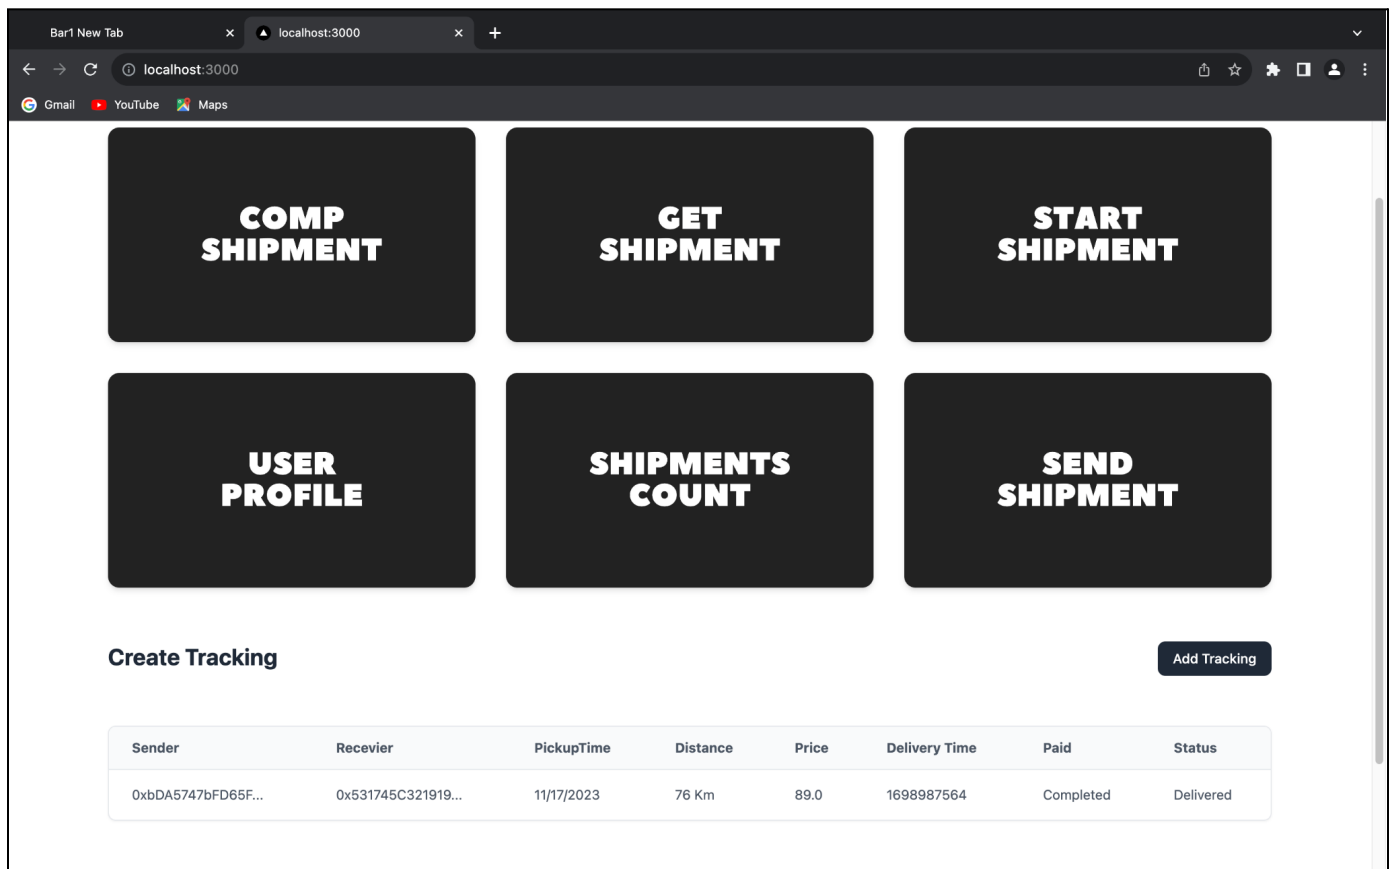 Bar1 New Tab
localhost:3000
localhost:3000
Gmail YouTube Maps
COMP
SHIPMENT
GET
SHIPMENT
START
SHIPMENT
USER
PROFILE
SHIPMENTS
COUNT
SEND
SHIPMENT
Create Tracking
Add Tracking
Sender Recevier PickupTime Distance Price Delivery Time Paid Status
0xbDA5747bFD65F... 0x531745C321919... 11/17/2023 76 Km 89.0 1698987564 Completed Delivered